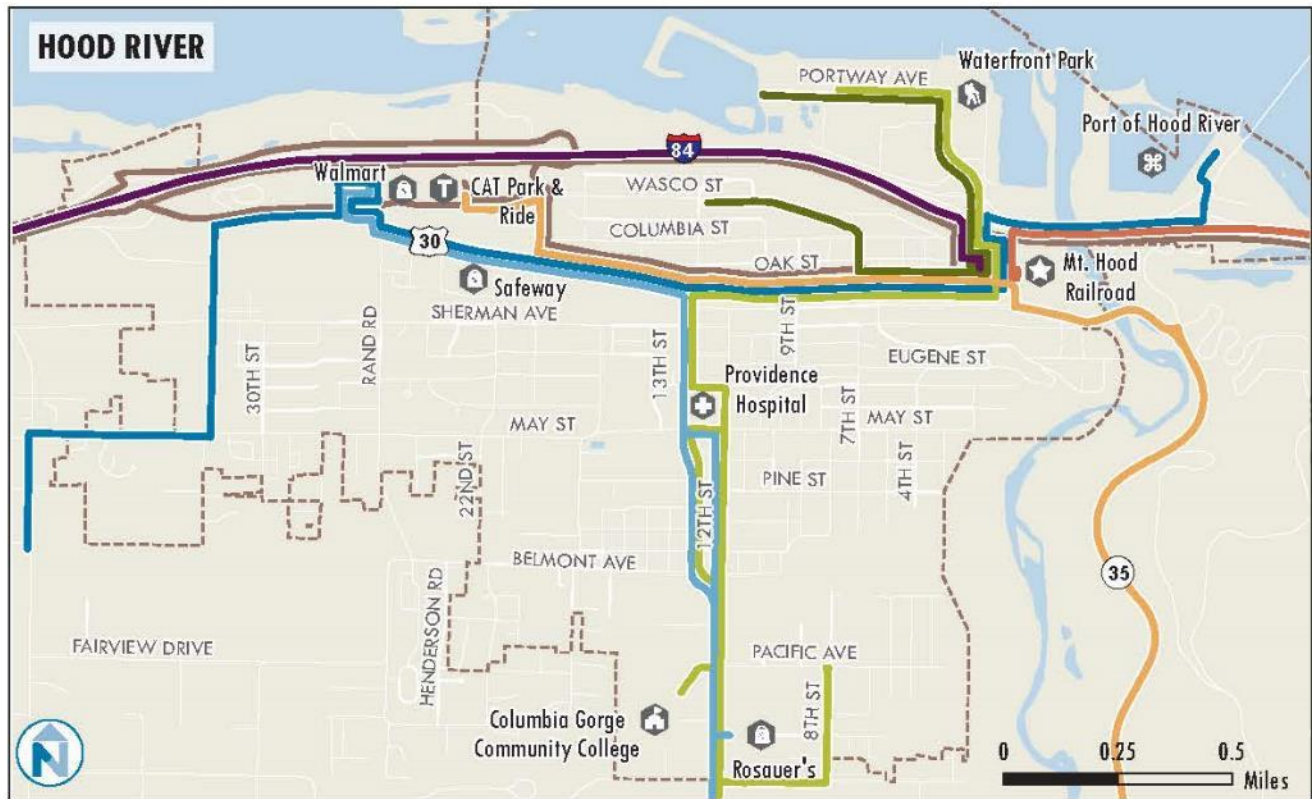 HOOD RIVER
Waterfront Park
PORTWAY AVE
Port of Hood River
84
Walmart
CAT Park &
Ride
WASCO ST
COLUMBIA ST
30
OAK ST
Mt. Hood
Railroad
Safeway
SHERMAN AVE
13TH ST
9TH ST
30TH ST
RAND RD
EUGENE ST
Providence
Hospital
MAY ST
7TH ST
MAY ST
22ND ST
PINE ST
4TH ST
12TH ST
BELMONT AVE
35
HENDERSON RD
FAIRVIEW DRIVE
PACIFIC AVE
8TH ST
Columbia Gorge
Community College
Rosauer's
N
0 0.25 0.5
Miles
T